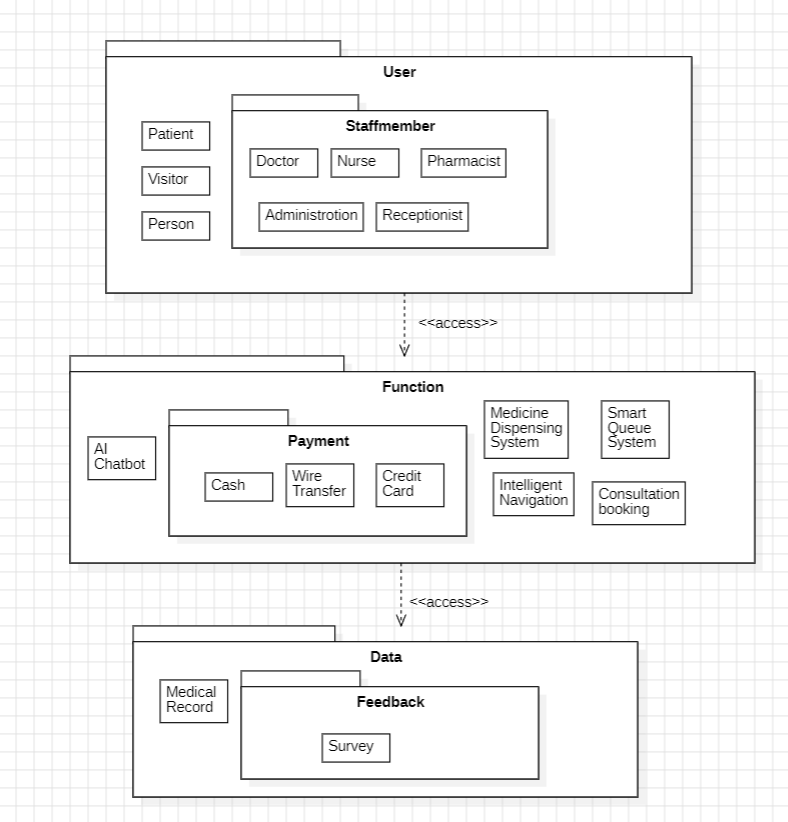 User
Staffmember
Patient
Doctor
Nurse
Pharmacist
Visitor
Administrotion
Receptionist
Person
<<access>>
Function
AI
Chatbot
Payment
Cash
Wire
Transfer
Credit
Card
Medicine
Dispensing
System
Smart
Queue
System
Intelligent
Navigation
Consultation
booking
<<access>>
Data
Medical
Record
Feedback
Survey